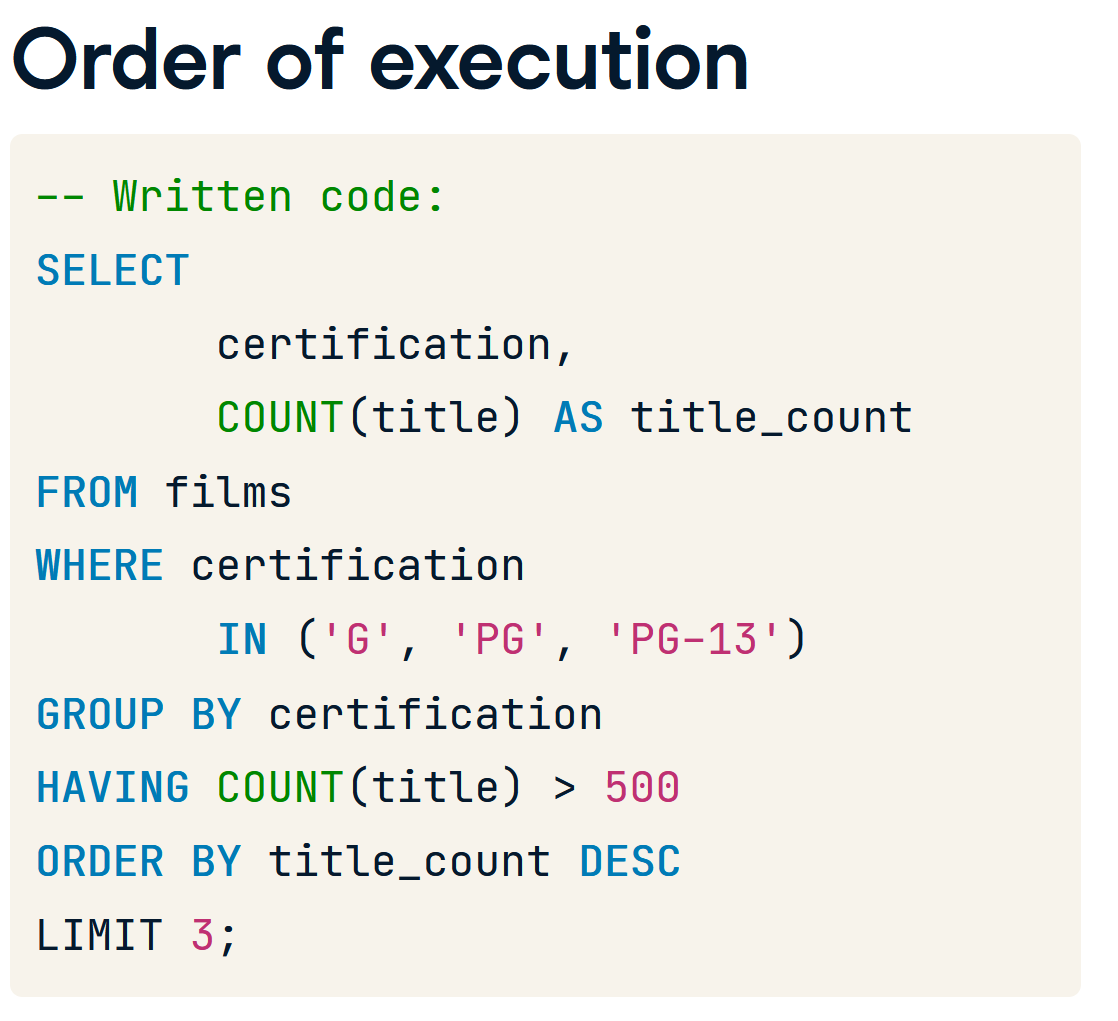 Order of execution
-- Written code:
SELECT
certification,
COUNT(title) AS title_count
FROM films
WHERE certification
IN ('G', 'PG', 'PG-13')
GROUP BY certification
HAVING COUNT(title) > 500
ORDER BY title_count DESC
LIMIT 3;